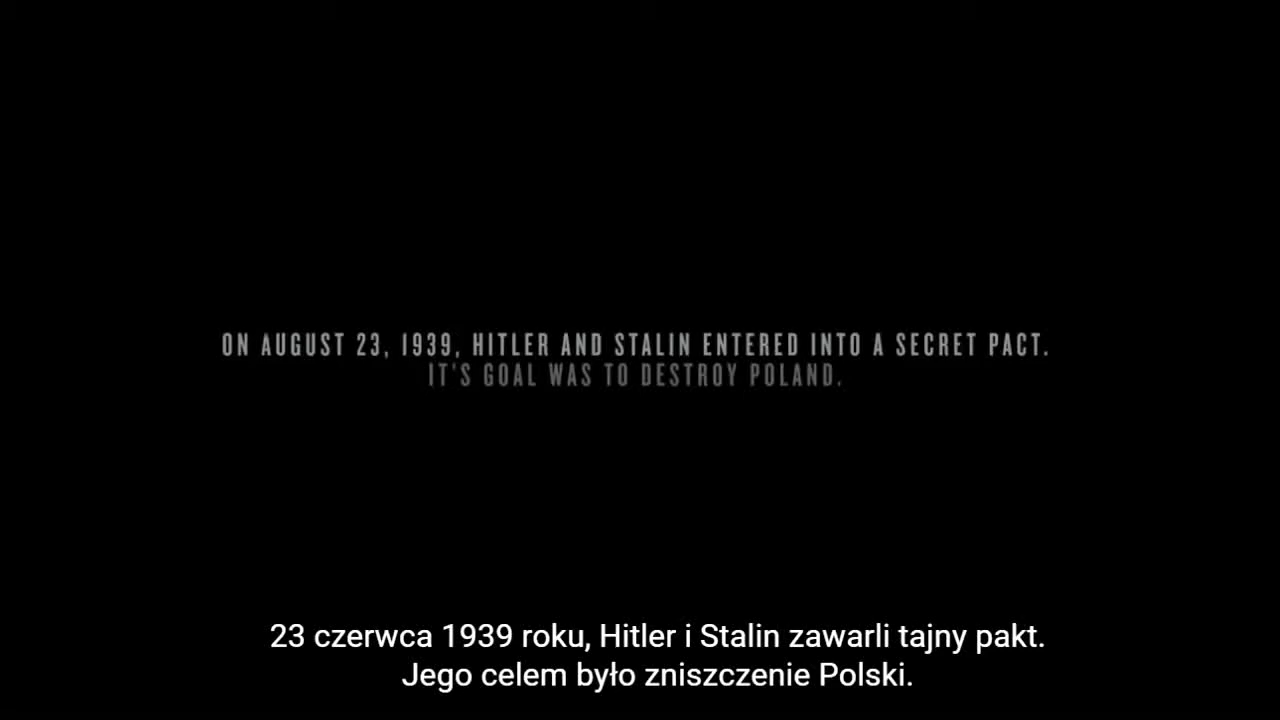 ON AUGUST 23, 1939, HITLER AND STALIN ENTERED INTO A SECRET PACT.
IT'S GOAL WAS TO DESTROY POLAND.
23 czerwca 1939 roku, Hitler i Stalin zawarli tajny pakt.
Jego celem było zniszczenie Polski.